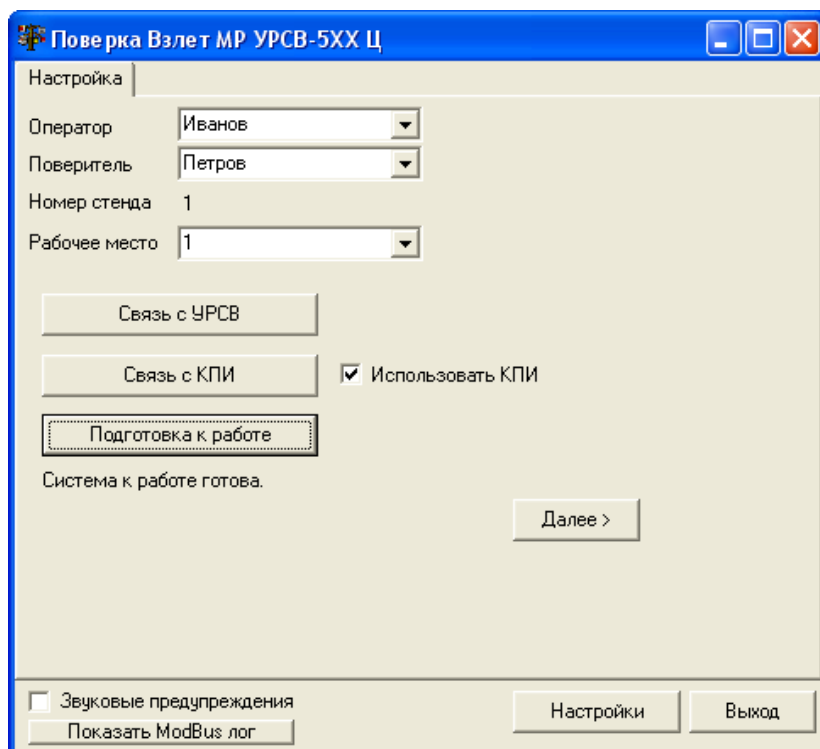 Поверка Взлет МР УРСВ-5ХХ Ц
Настройка
Оператор Иванов
Поверитель Петров
Номер стенда 1
Рабочее место 1
Связь с УРСВ
Связь с КПИ Использовать КПИ
Подготовка к работе
Система к работе готова.
Далее >
Звуковые предупреждения
Показать ModBus лог
Настройки Выход